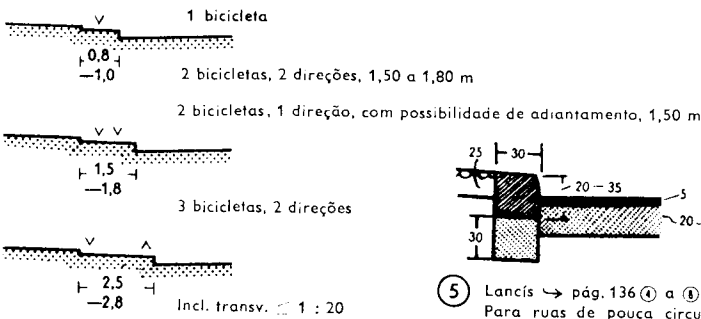 1 bicicleta
0,8
—1,0
2 bicicletas, 2 direções, 1,50 a 1,80 m
2 bicicletas, 1 direção, com possibilidade de adiantamento, 1,50 m
1,5
—1,8
3 bicicletas, 2 direções
2,5
—2,8
Incl. transv. ≤ 1 : 20
25
30
20 – 35
5
20 –
30
5 Lancís ↪ pág. 136 ④ a ⑧
Para ruas de pouca circu